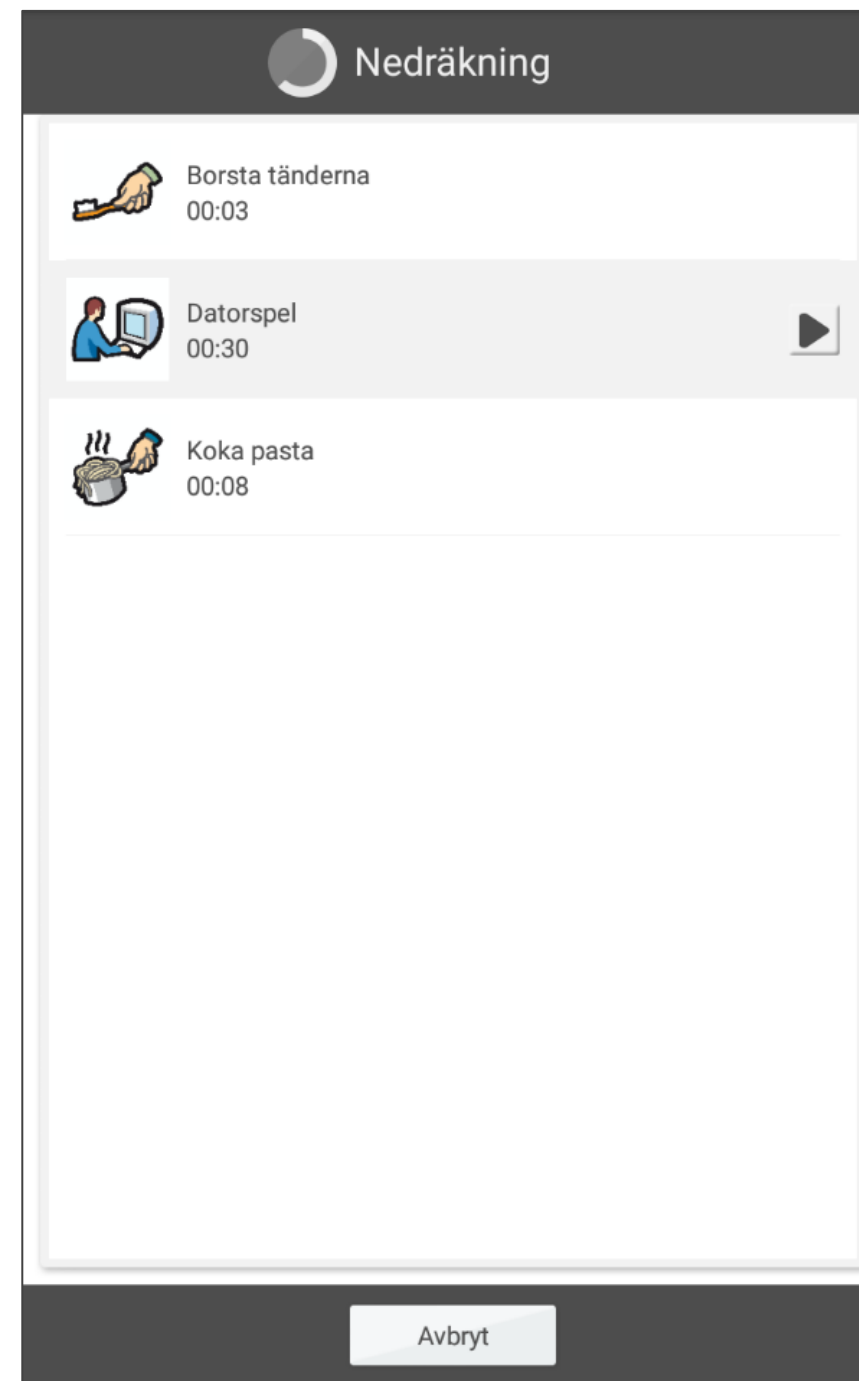 Nedräkning
Borsta tänderna
00:03
Datorspel
00:30
Koka pasta
00:08
Avbryt